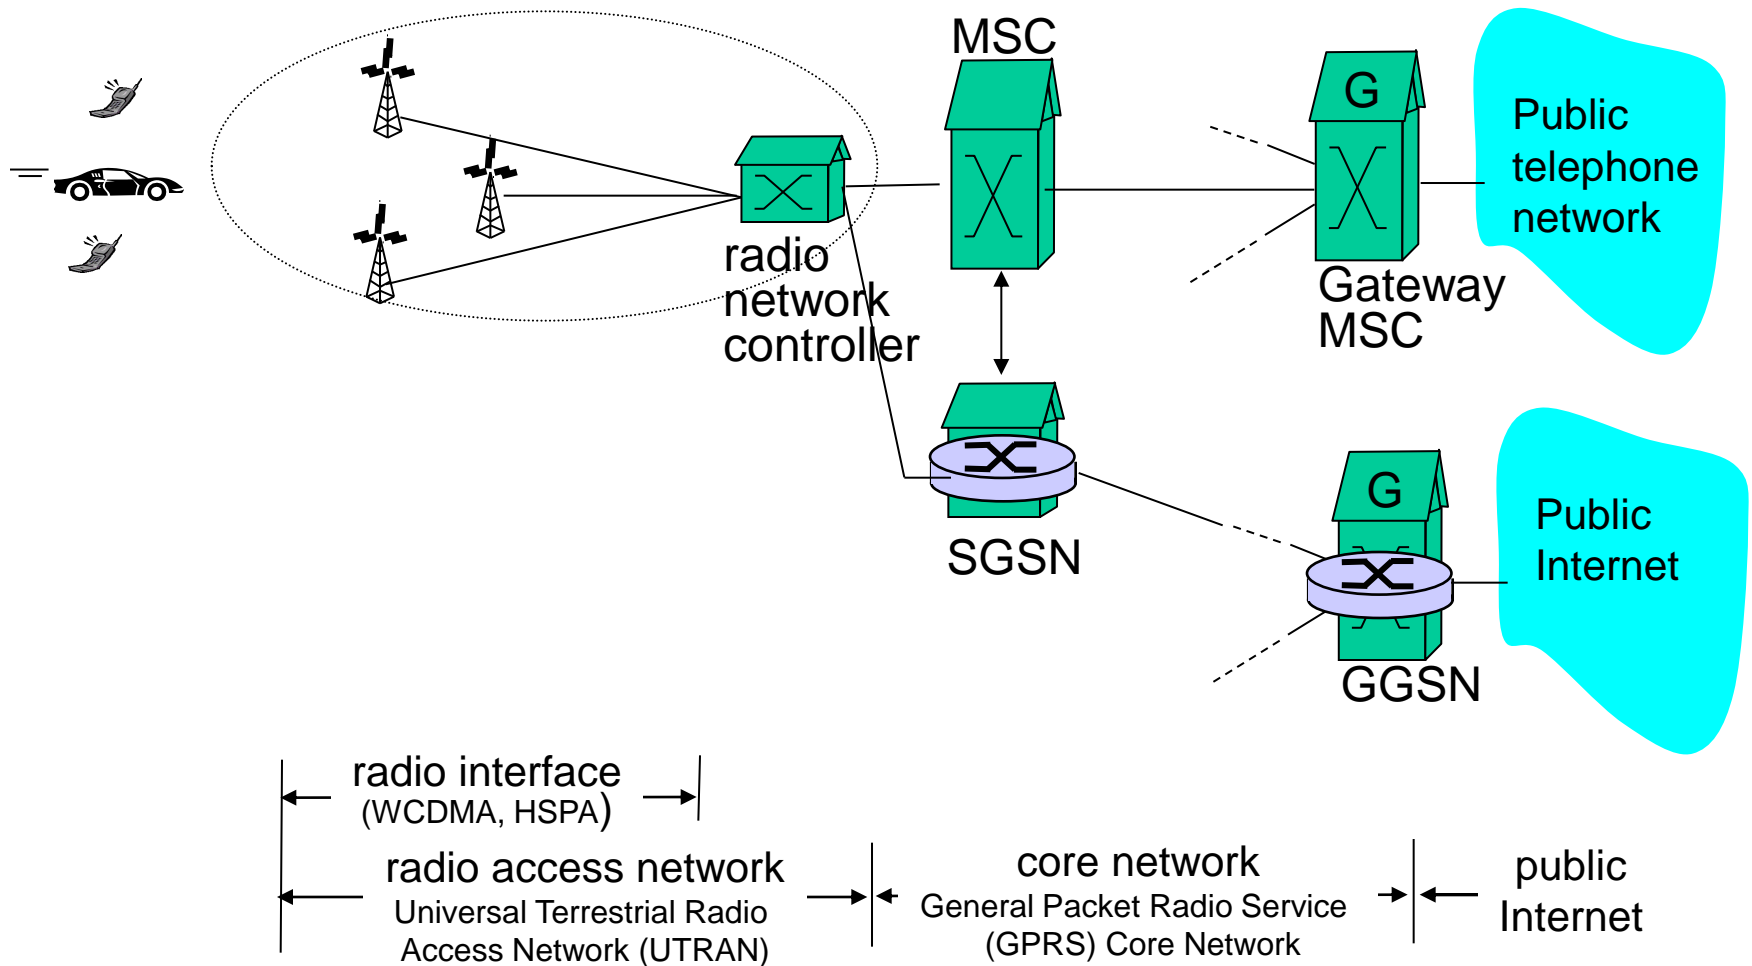 MSC
G
Public
telephone
network
radio
network
controller
Gateway
MSC
G
Public
Internet
SGSN
GGSN
radio interface
(WCDMA, HSPA)
radio access network
Universal Terrestrial Radio
Access Network (UTRAN)
core network
General Packet Radio Service
(GPRS) Core Network
public
Internet